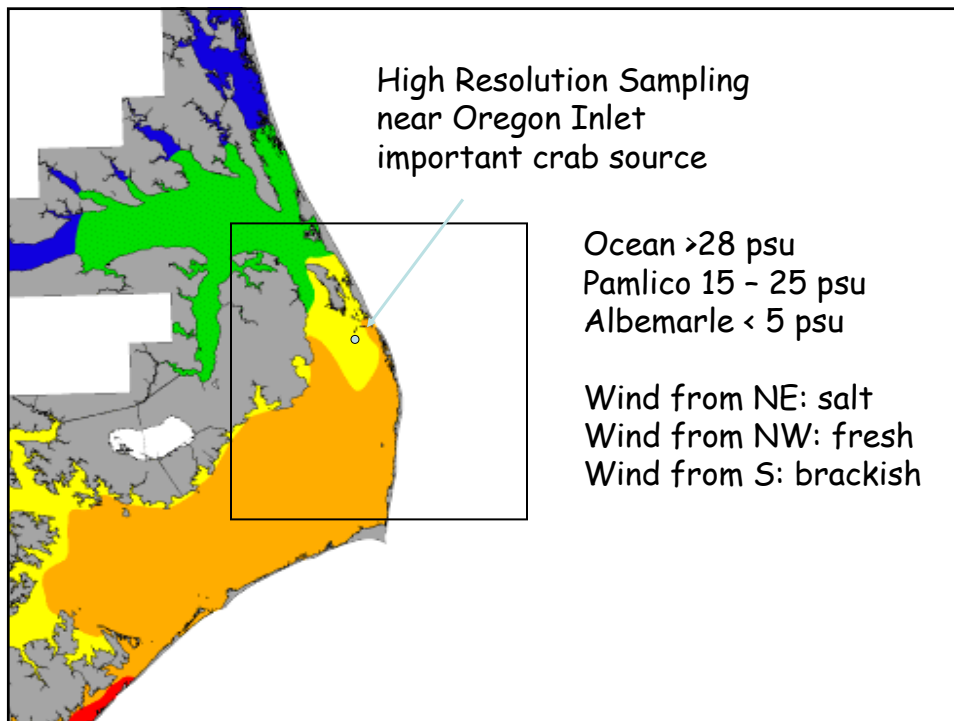 High Resolution Sampling
near Oregon Inlet
important crab source
Ocean >28 psu
Pamlico 15 – 25 psu
Albemarle < 5 psu
Wind from NE: salt
Wind from NW: fresh
Wind from S: brackish